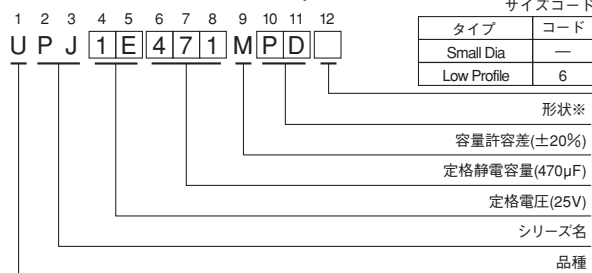 サイズコード
1 2 3 4 5 6 7 8 9 10 11 12
U P J 1 E 4 7 1 M P D
タイプ コード
Small Dia —
Low Profile 6
形状※
容量許容差(±20%)
定格静電容量(470µF)
定格電圧(25V)
シリーズ名
品種